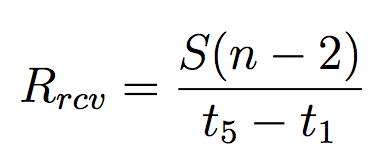 R_{rcv} = \frac{S(n-2)}{t_5 - t_1}